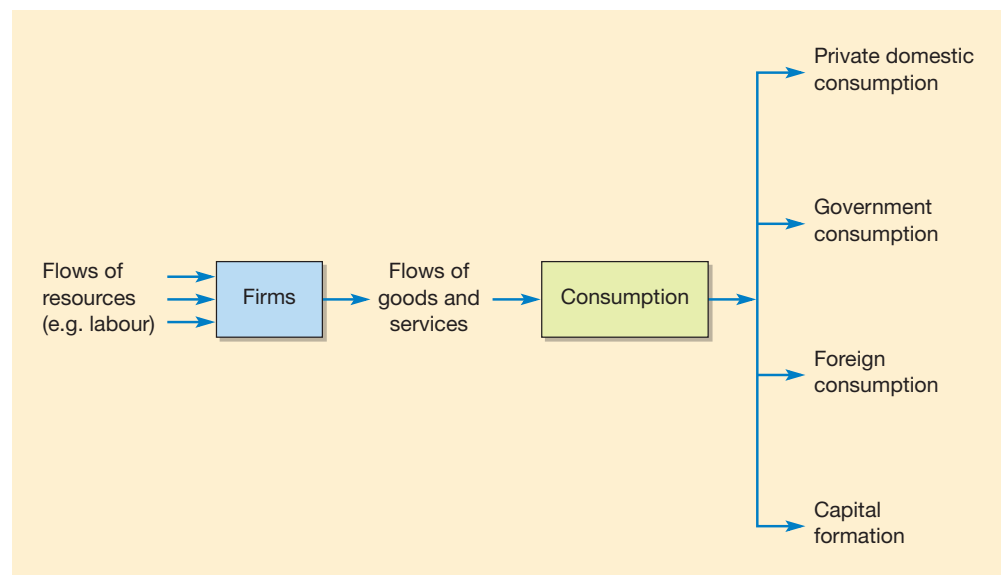 Flows of
resources
(e.g. labour)
Firms
Flows of
goods and
services
Consumption
Private domestic
consumption
Government
consumption
Foreign
consumption
Capital
formation